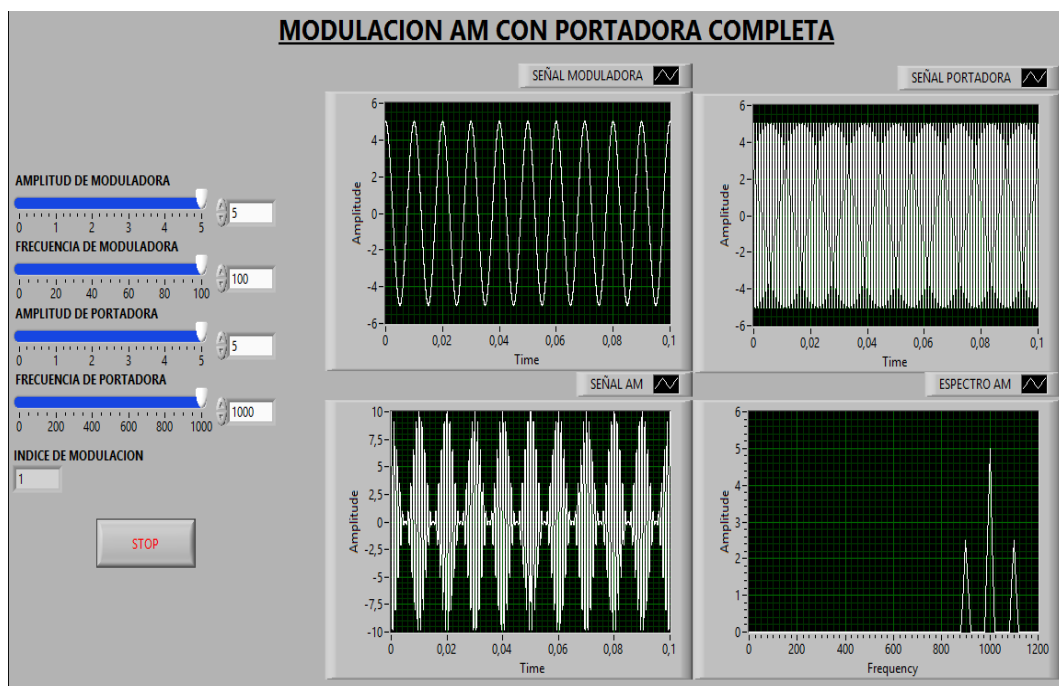 MODULACION AM CON PORTADORA COMPLETA
AMPLITUD DE MODULADORA
0 1 2 3 4 5
5
FRECUENCIA DE MODULADORA
0 20 40 60 80 100
100
AMPLITUD DE PORTADORA
0 1 2 3 4 5
5
FRECUENCIA DE PORTADORA
0 200 400 600 800 1000
1000
INDICE DE MODULACION
1
STOP
SEÑAL MODULADORA
6-
4-
2-
0-
-2-
-4-
-6-
Amplitude
0 0,02 0,04 0,06 0,08 0,1
Time
SEÑAL PORTADORA
6-
4-
2-
0-
-2-
-4-
-6-
Amplitude
0 0,02 0,04 0,06 0,08 0,1
Time
SEÑAL AM
10-
7,5-
5-
2,5-
0-
-2,5-
-5-
-7,5-
-10-
Amplitude
0 0,02 0,04 0,06 0,08 0,1
Time
ESPECTRO AM
6-
5-
4-
3-
2-
1-
0-
Amplitude
0 200 400 600 800 1000 1200
Frequency